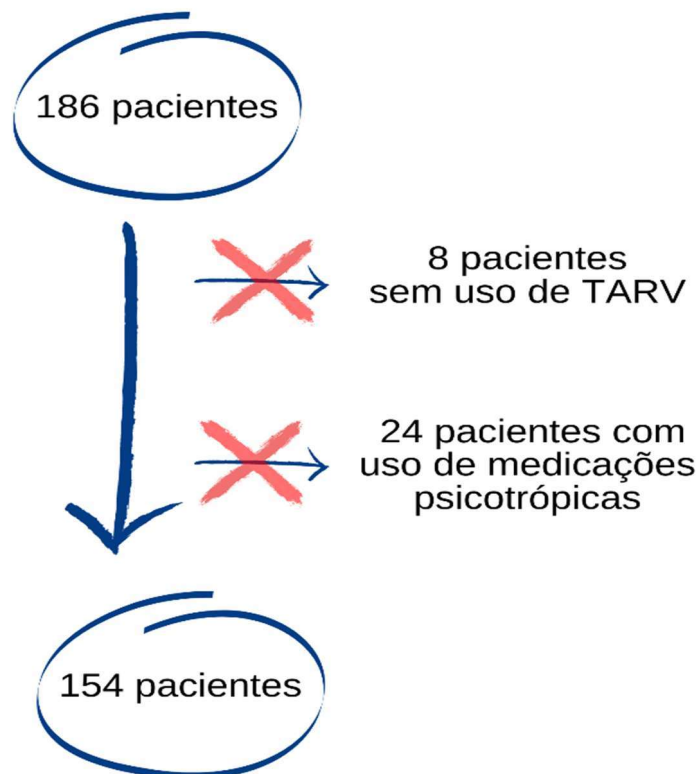 186 pacientes
8 pacientes
sem uso de TARV
24 pacientes com
uso de medicações
psicotrópicas
154 pacientes